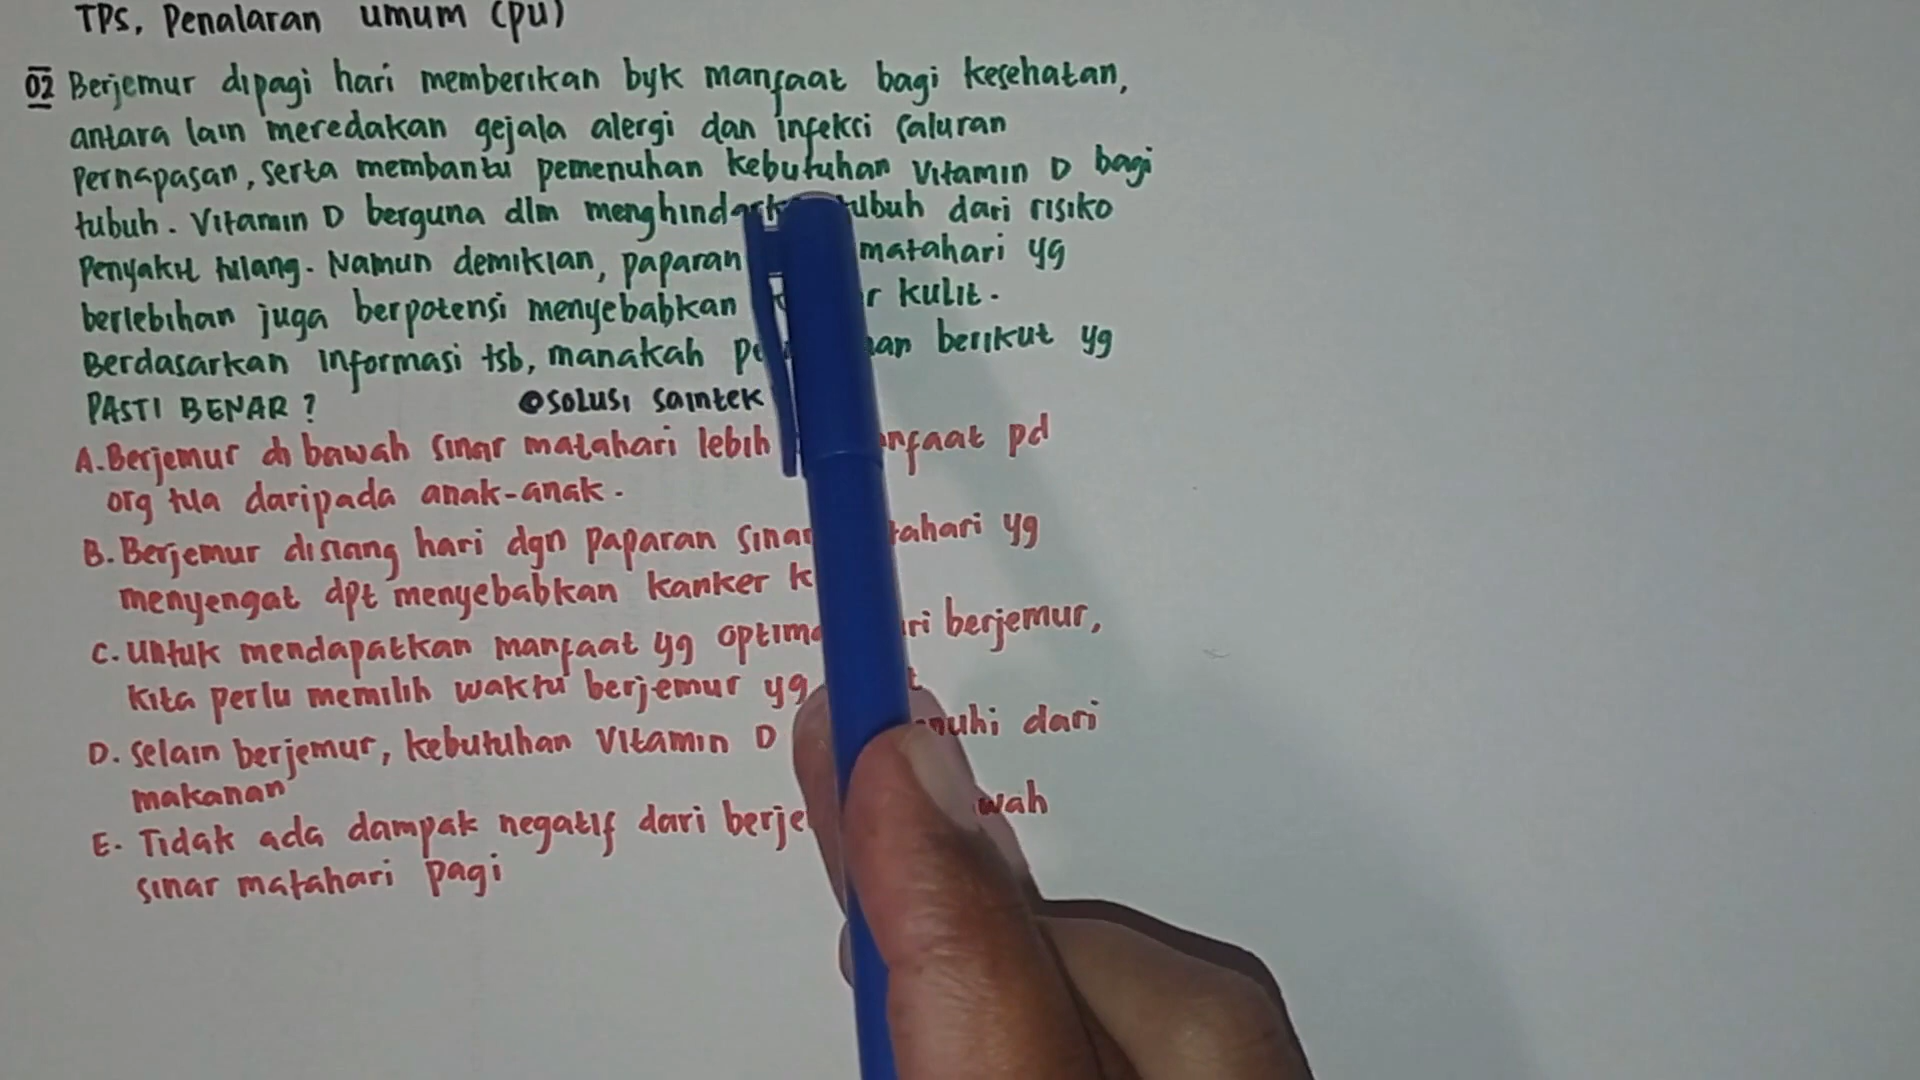 TPS, Penalaran umum (PU)
02 Berjemur dipagi hari memberikan byk manfaat bagi kesehatan,
antara lain meredakan gejala alergi dan infeksi saluran
Pernapasan, serta membantu pemenuhan kebutuhan Vitamin D bagi
tubuh. Vitamin D berguna dlm menghindark tubuh dari risiko
Penyakit tulang. Namun demikian, paparan matahari yg
berlebihan juga berpotensi menyebabkan r kulit.
Berdasarkan informasi tsb, manakah pe an berikut yg
PASTI BENAR? @solusi saintek
A. Berjemur di bawah sinar matahari lebih nfaat pd
org tua daripada anak-anak.
B. Berjemur disiang hari dgn paparan sinar tahari yg
menyengat dpt menyebabkan kanker k
C. Untuk mendapatkan manfaat yg optima ri berjemur,
kita perlu memilih waktu berjemur yg t
D. Selain berjemur, kebutuhan Vitamin D nuhi dari
makanan
E. Tidak ada dampak negatif dari berje wah
sinar matahari pagi